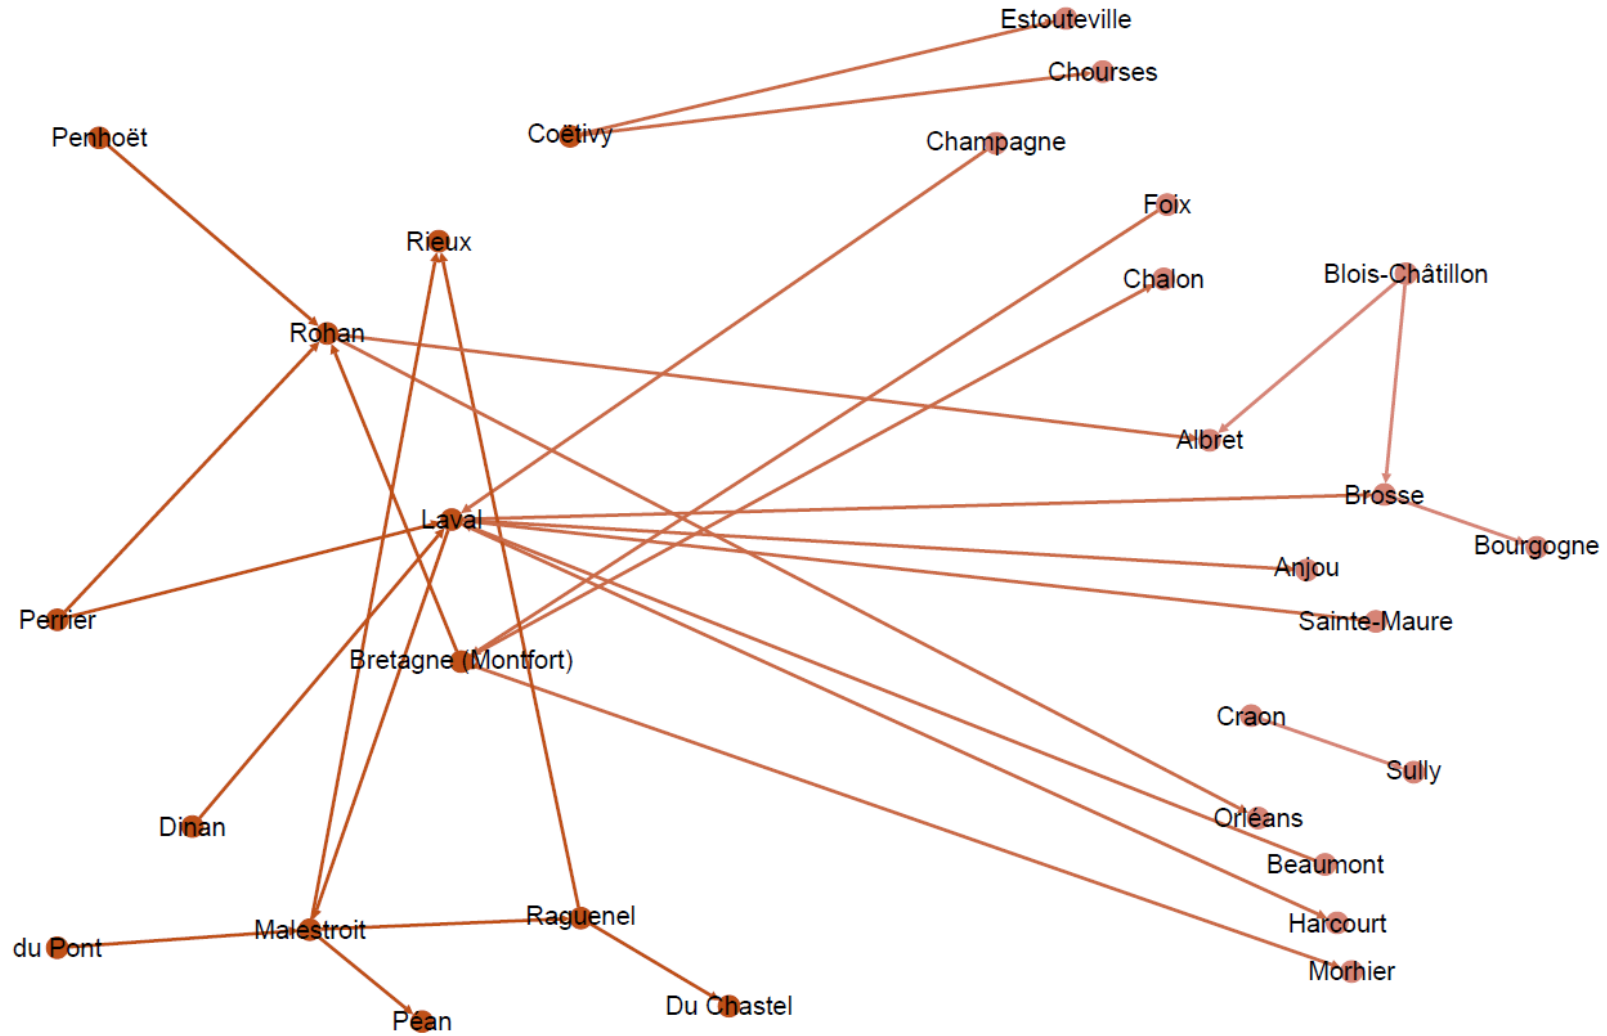 Estouteville
Chourses
Coëtivy
Penhoët
Champagne
Foix
Rieux
Chalon
Blois-Châtillon
Rohan
Albret
Brosse
Laval
Bourgogne
Anjou
Perrier
Sainte-Maure
Bretagne (Montfort)
Craon
Sully
Orléans
Dinan
Beaumont
Raguenel
Harcourt
Malestroit
du Pont
Morhier
Du Chastel
Péan